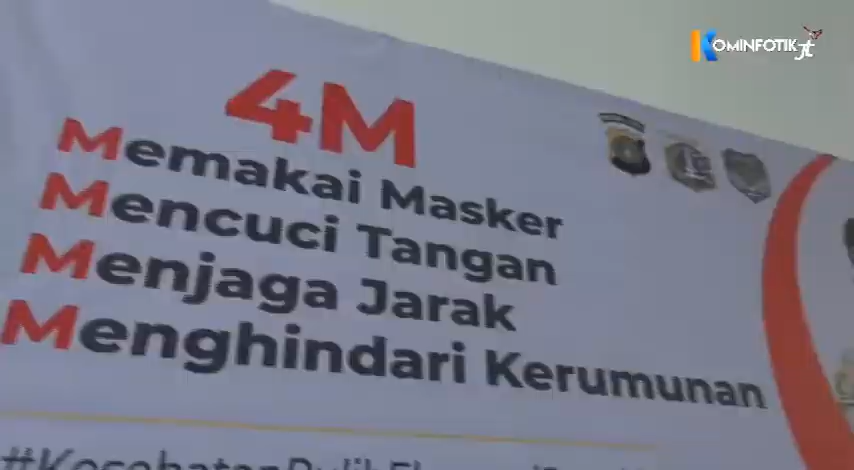 KOMINFOTIK
4M
Memakai Masker
Mencuci Tangan
Menjaga Jarak
Menghindari Kerumunan